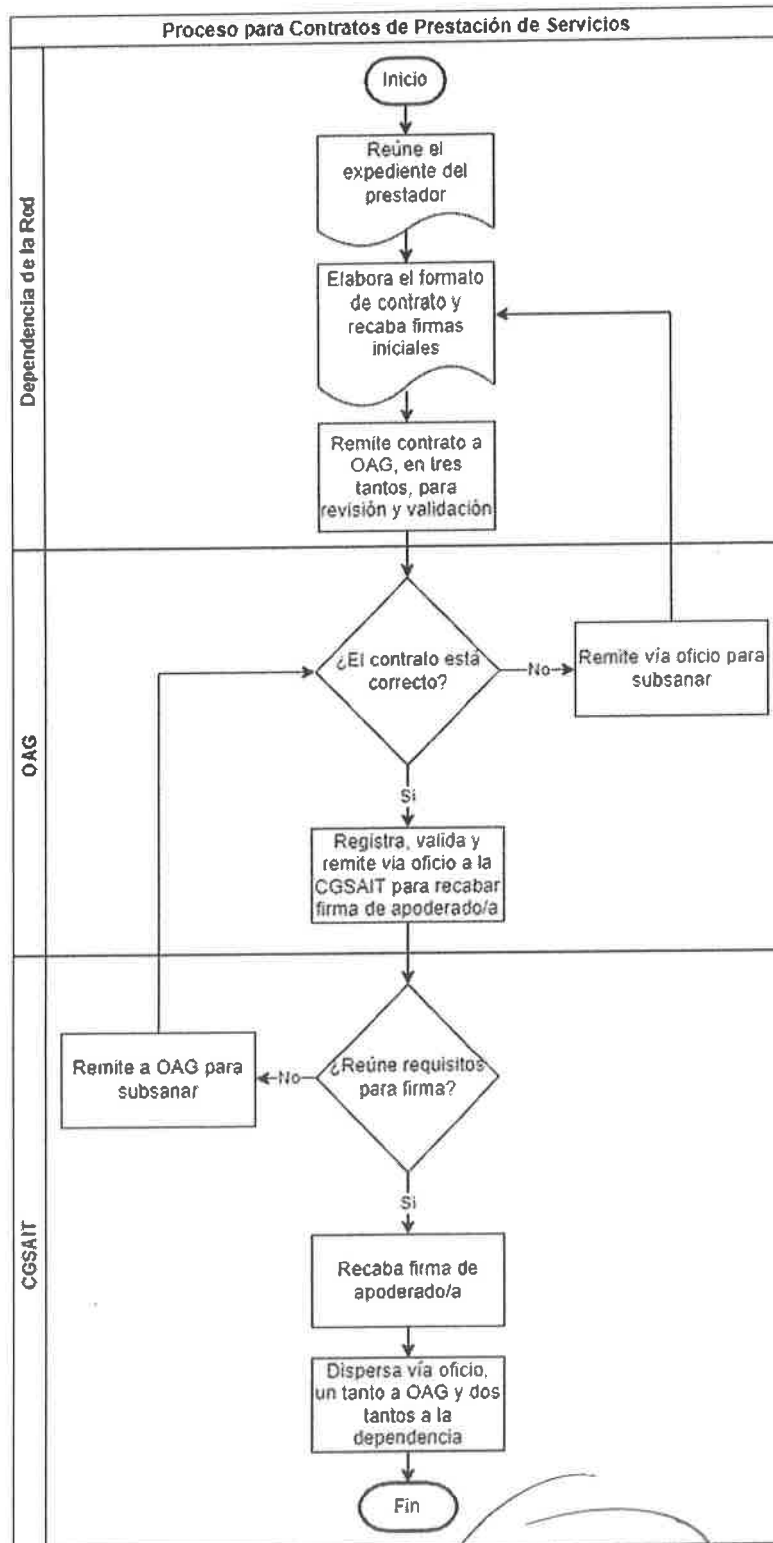 Proceso para Contratos de Prestación de Servicios
Dependencia de la Red
Inicio
Reúne el
expediente del
prestador
Elabora el formato
de contrato y
recaba firmas
iniciales
Remite contrato a
OAG, en tres
tantos, para
revisión y validación
OAG
¿El contrato está
correcto?
No
Remite vía oficio para
subsanar
Si
Registra, valida y
remite vía oficio a la
CGSAIT para recabar
firma de apoderado/a
CGSAIT
¿Reúne requisitos
para firma?
No
Remite a OAG para
subsanar
Si
Recaba firma de
apoderado/a
Dispersa vía oficio,
un tanto a OAG y dos
tantos a la
dependencia
Fin